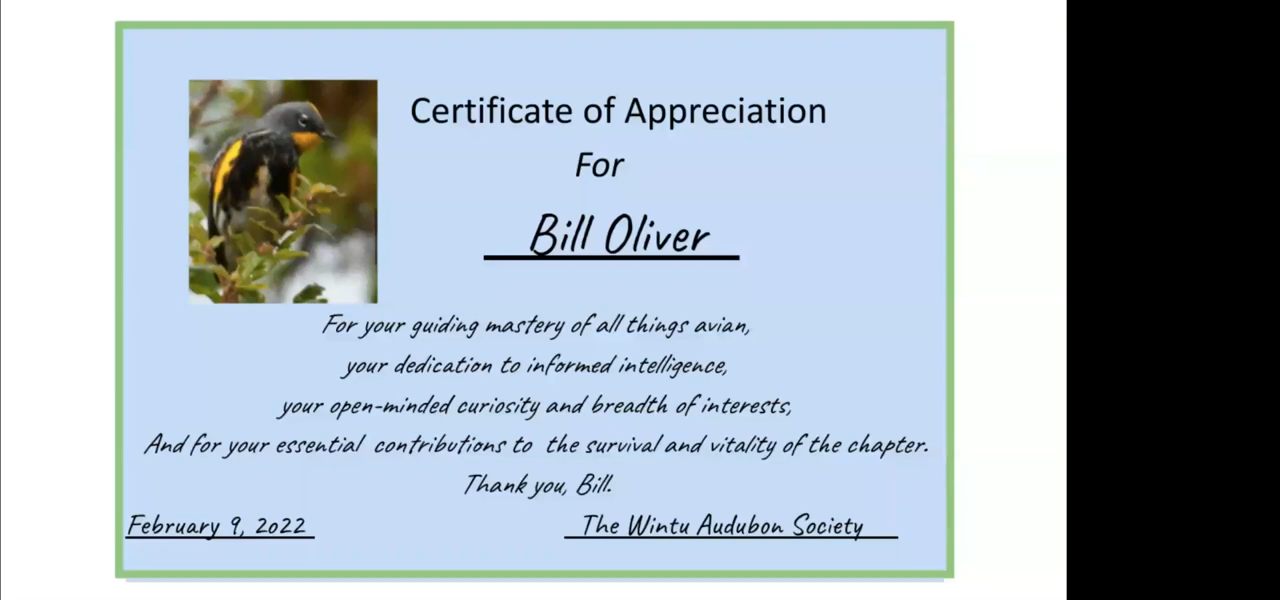 Certificate of Appreciation
For
Bill Oliver
For your guiding mastery of all things avian,
your dedication to informed intelligence,
your open-minded curiosity and breadth of interests,
And for your essential contributions to the survival and vitality of the chapter.
Thank you, Bill.
February 9, 2022 The Wintu Audubon Society